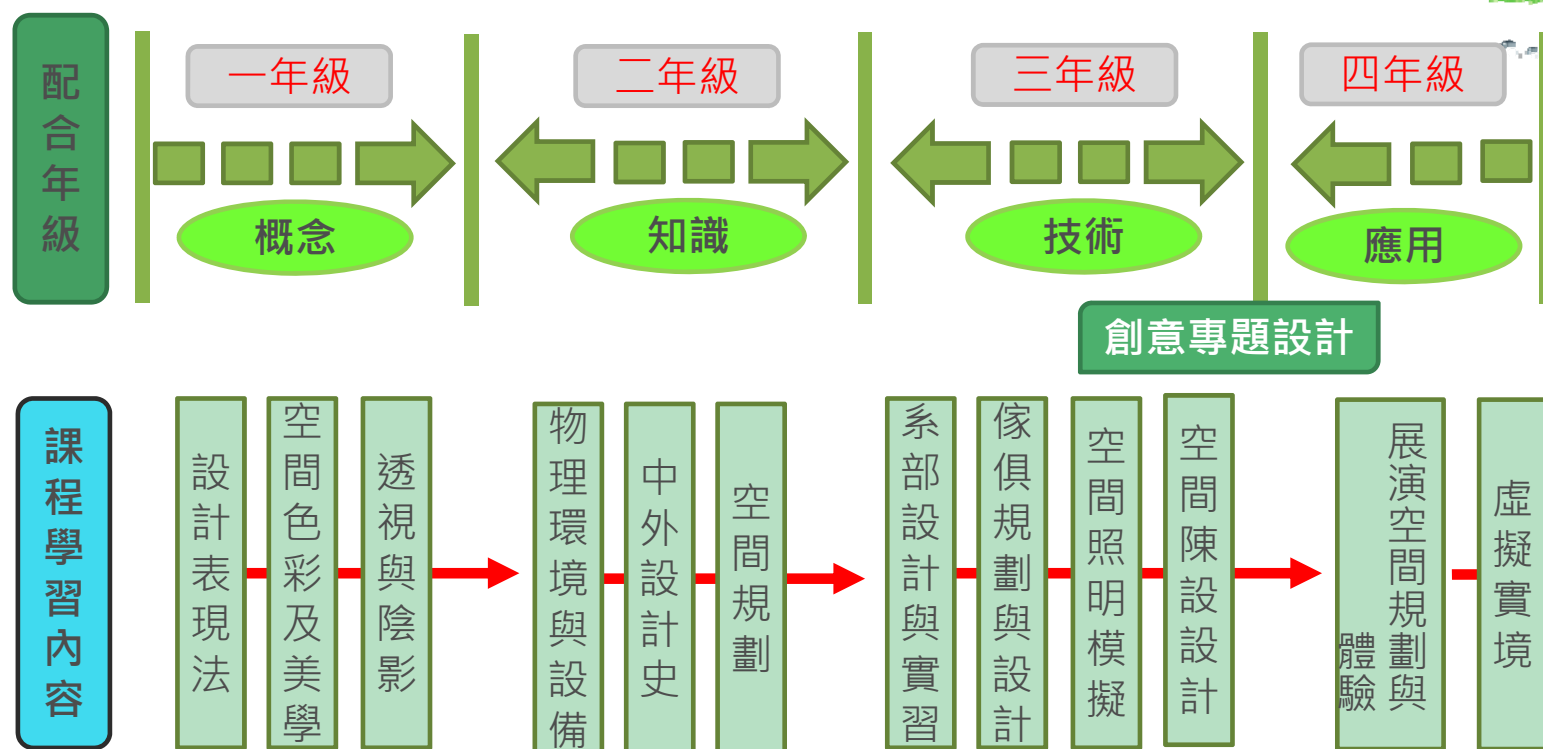 配合年級
一年級
二年級
三年級
四年級
概念
知識
技術
應用
創意專題設計
課程學習內容
設計表現法
空間色彩及美學
透視與陰影
物理環境與設備
中外設計史
空間規劃
系部設計與實習
傢俱規劃與設計
空間照明模擬
空間陳設設計
展演空間規劃與
體驗
虛擬實境